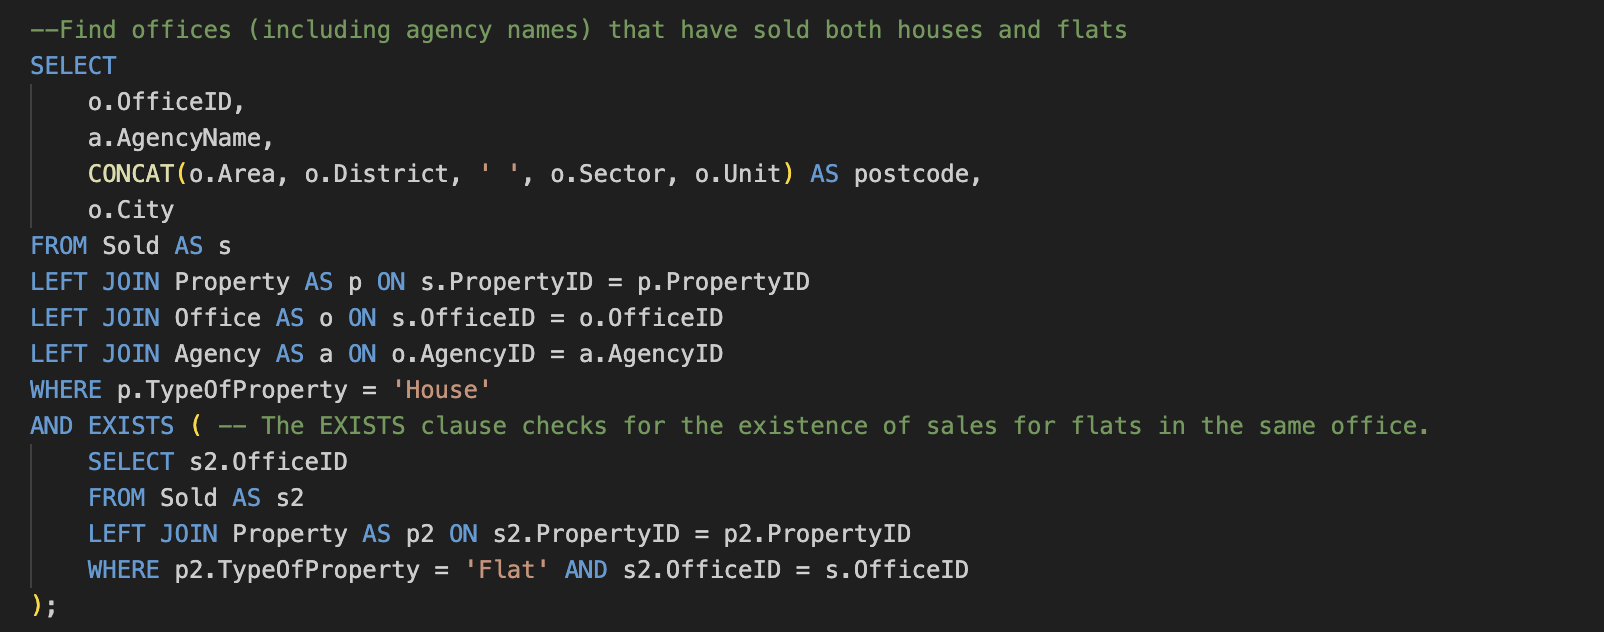 --Find offices (including agency names) that have sold both houses and flats
SELECT
    o.OfficeID,
    a.AgencyName,
    CONCAT(o.Area, o.District, ' ', o.Sector, o.Unit) AS postcode,
    o.City
FROM Sold AS s
LEFT JOIN Property AS p ON s.PropertyID = p.PropertyID
LEFT JOIN Office AS o ON s.OfficeID = o.OfficeID
LEFT JOIN Agency AS a ON o.AgencyID = a.AgencyID
WHERE p.TypeOfProperty = 'House'
AND EXISTS ( -- The EXISTS clause checks for the existence of sales for flats in the same office.
    SELECT s2.OfficeID
    FROM Sold AS s2
    LEFT JOIN Property AS p2 ON s2.PropertyID = p2.PropertyID
    WHERE p2.TypeOfProperty = 'Flat' AND s2.OfficeID = s.OfficeID
);